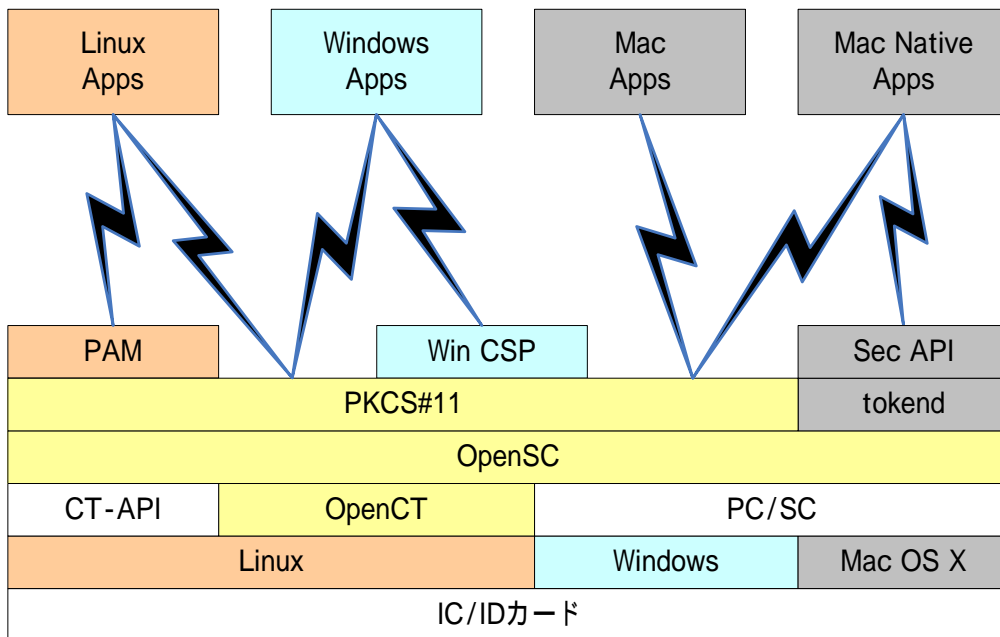 Linux
Apps
Windows
Apps
Mac
Apps
Mac Native
Apps
PAM
Win CSP
Sec API
PKCS#11
tokend
OpenSC
CT-API
OpenCT
PC/SC
Linux
Windows
Mac OS X
IC/IDカード